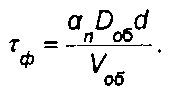 τ_ф = (α_п D_об d) / V_об.